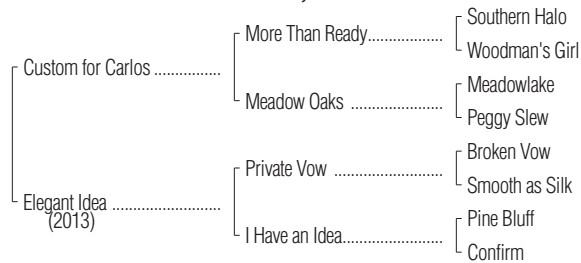 Southern Halo
More Than Ready..................
Woodman's Girl
Custom for Carlos ................
Meadowlake
Meadow Oaks ......................
Peggy Slew
Broken Vow
Private Vow ..........................
Smooth as Silk
Elegant Idea ..........................
(2013)
Pine Bluff
I Have an Idea........................
Confirm